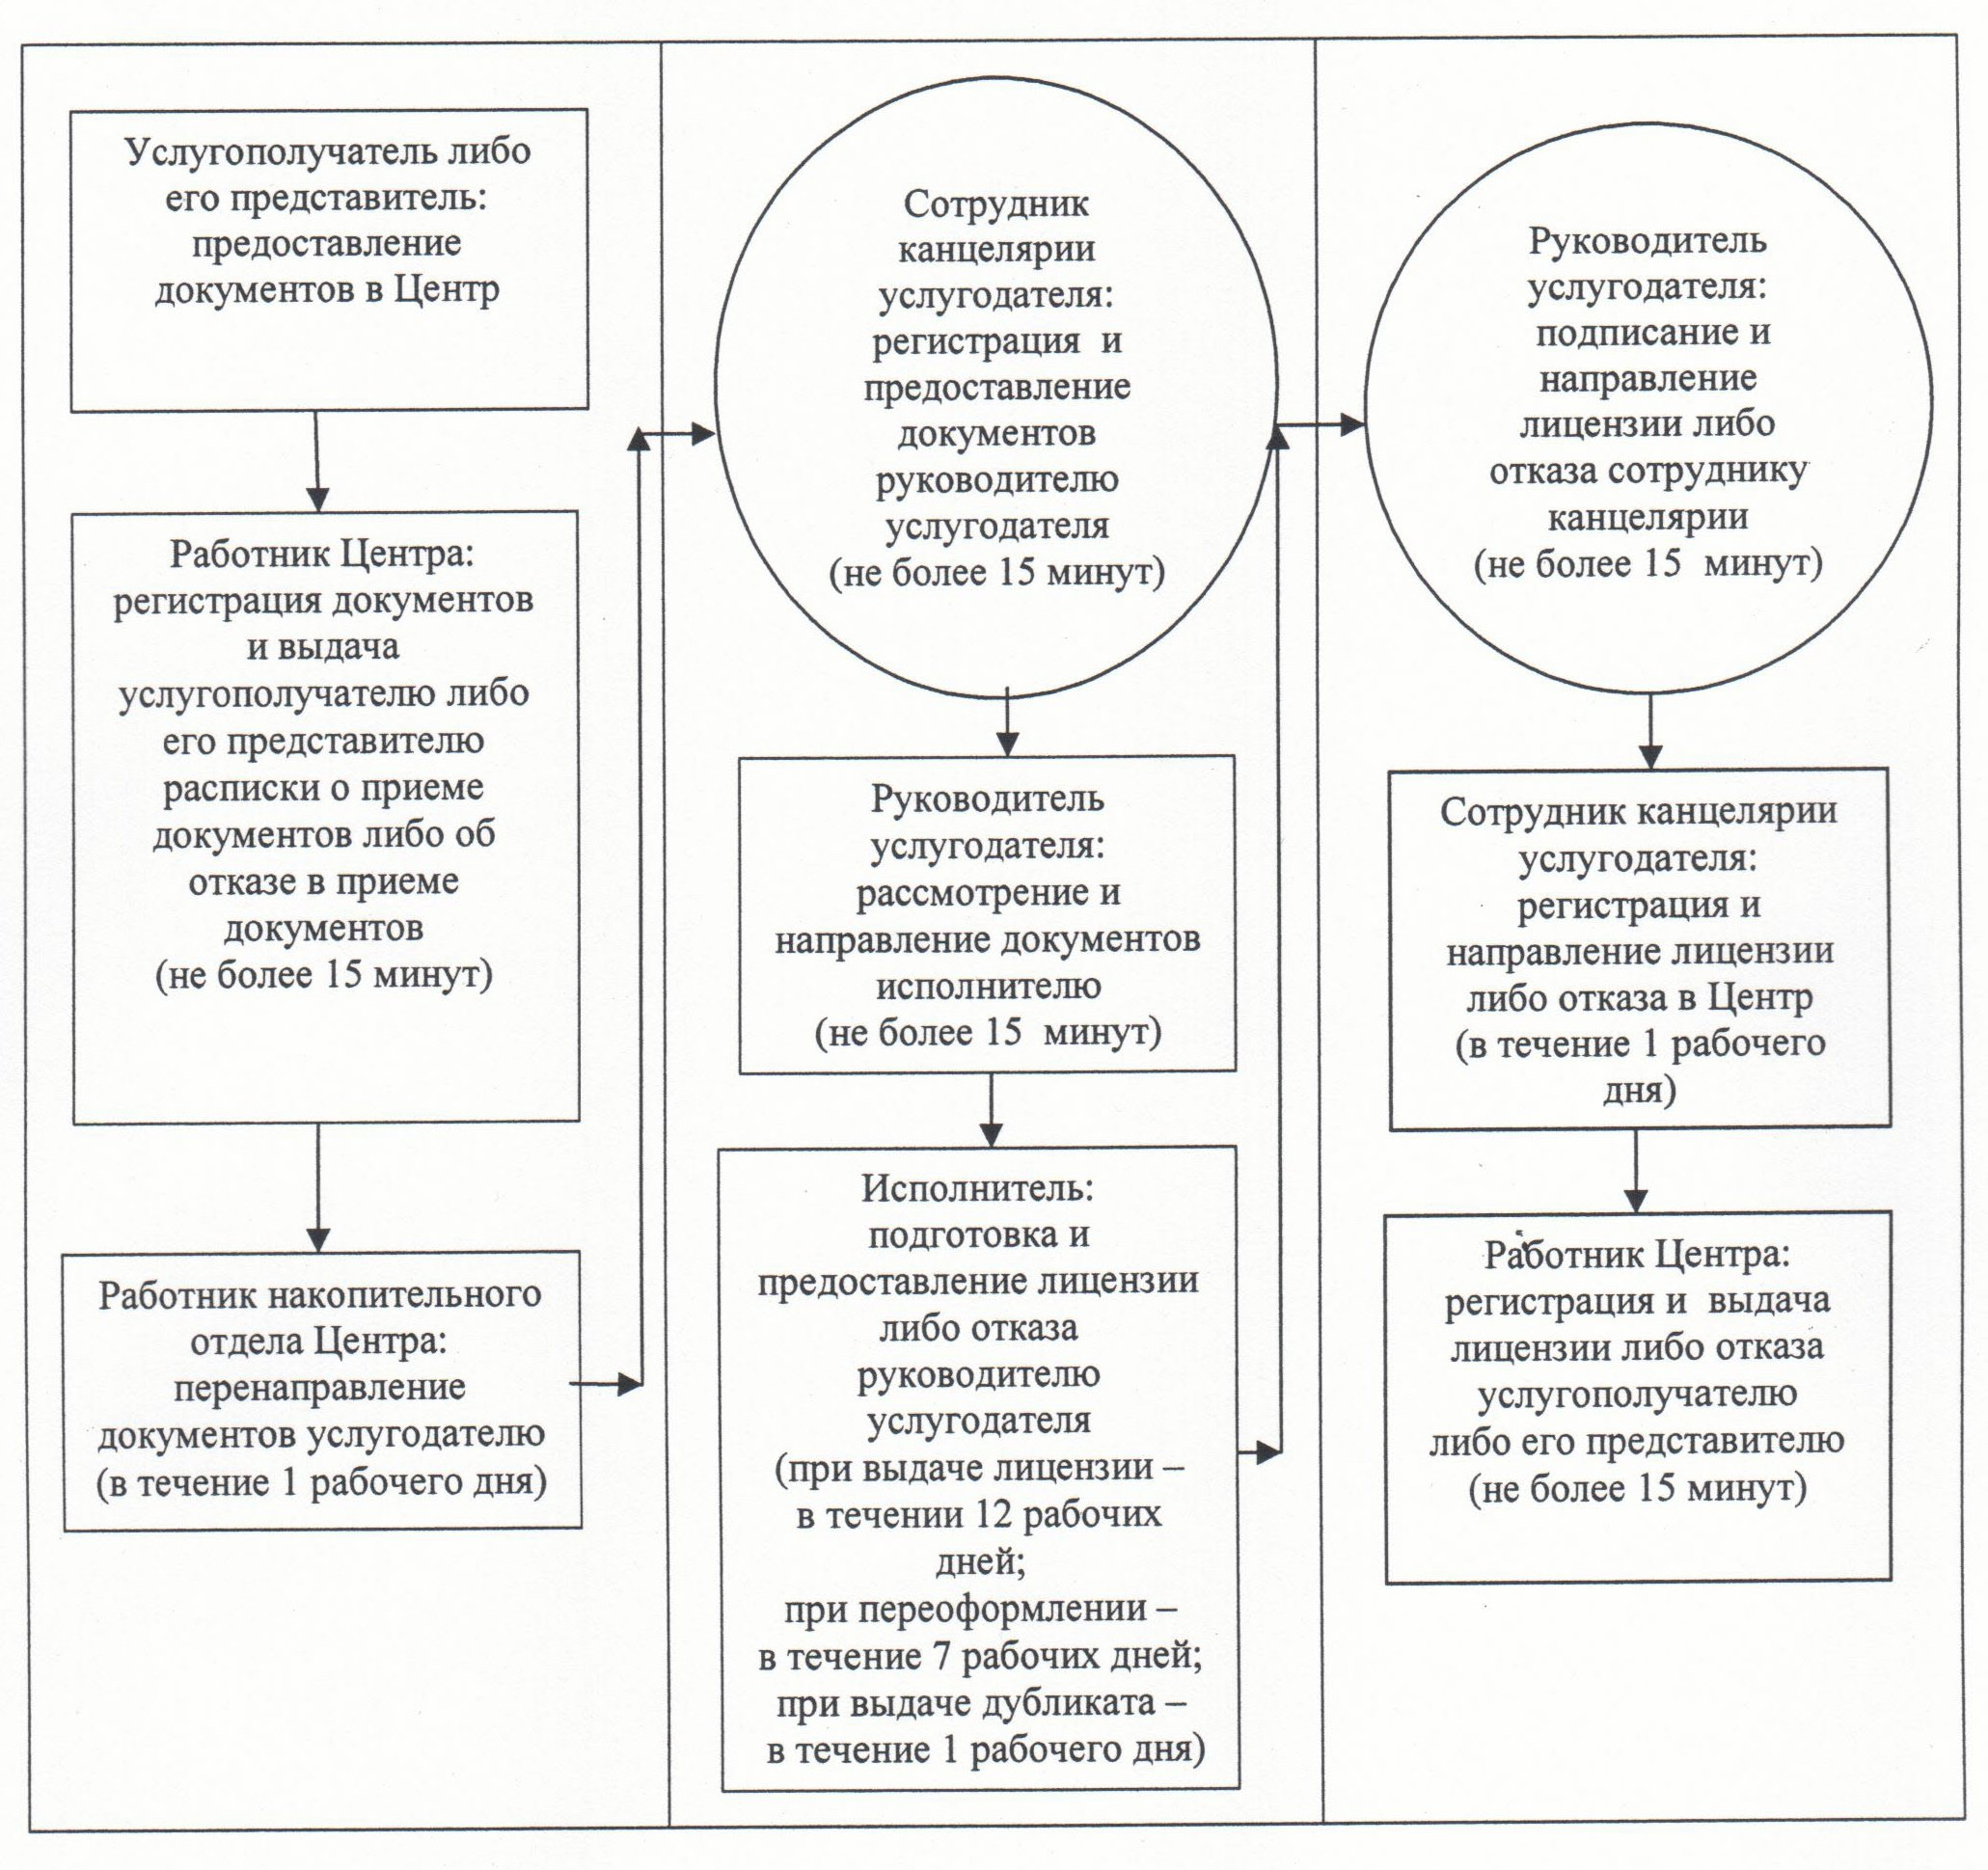 Услугополучатель либо
его представитель:
предоставление
документов в Центр
Работник Центра:
регистрация документов
и выдача
услугополучателю либо
его представителю
расписки о приеме
документов либо об
отказе в приеме
документов
(не более 15 минут)
Работник накопительного
отдела Центра:
перенаправление
документов услугодателю
(в течение 1 рабочего дня)
Сотрудник
канцелярии
услугодателя:
регистрация и
предоставление
документов
руководителю
услугодателя
(не более 15 минут)
Руководитель
услугодателя:
рассмотрение и
направление документов
исполнителю
(не более 15 минут)
Исполнитель:
подготовка и
предоставление лицензии
либо отказа
руководителю
услугодателя
(при выдаче лицензии –
в течении 12 рабочих
дней;
при переоформлении –
в течение 7 рабочих дней;
при выдаче дубликата –
в течение 1 рабочего дня)
Руководитель
услугодателя:
подписание и
направление
лицензии либо
отказа сотруднику
канцелярии
(не более 15 минут)
Сотрудник канцелярии
услугодателя:
регистрация и
направление лицензии
либо отказа в Центр
(в течение 1 рабочего
дня)
Работник Центра:
регистрация и выдача
лицензии либо отказа
услугополучателю
либо его представителю
(не более 15 минут)